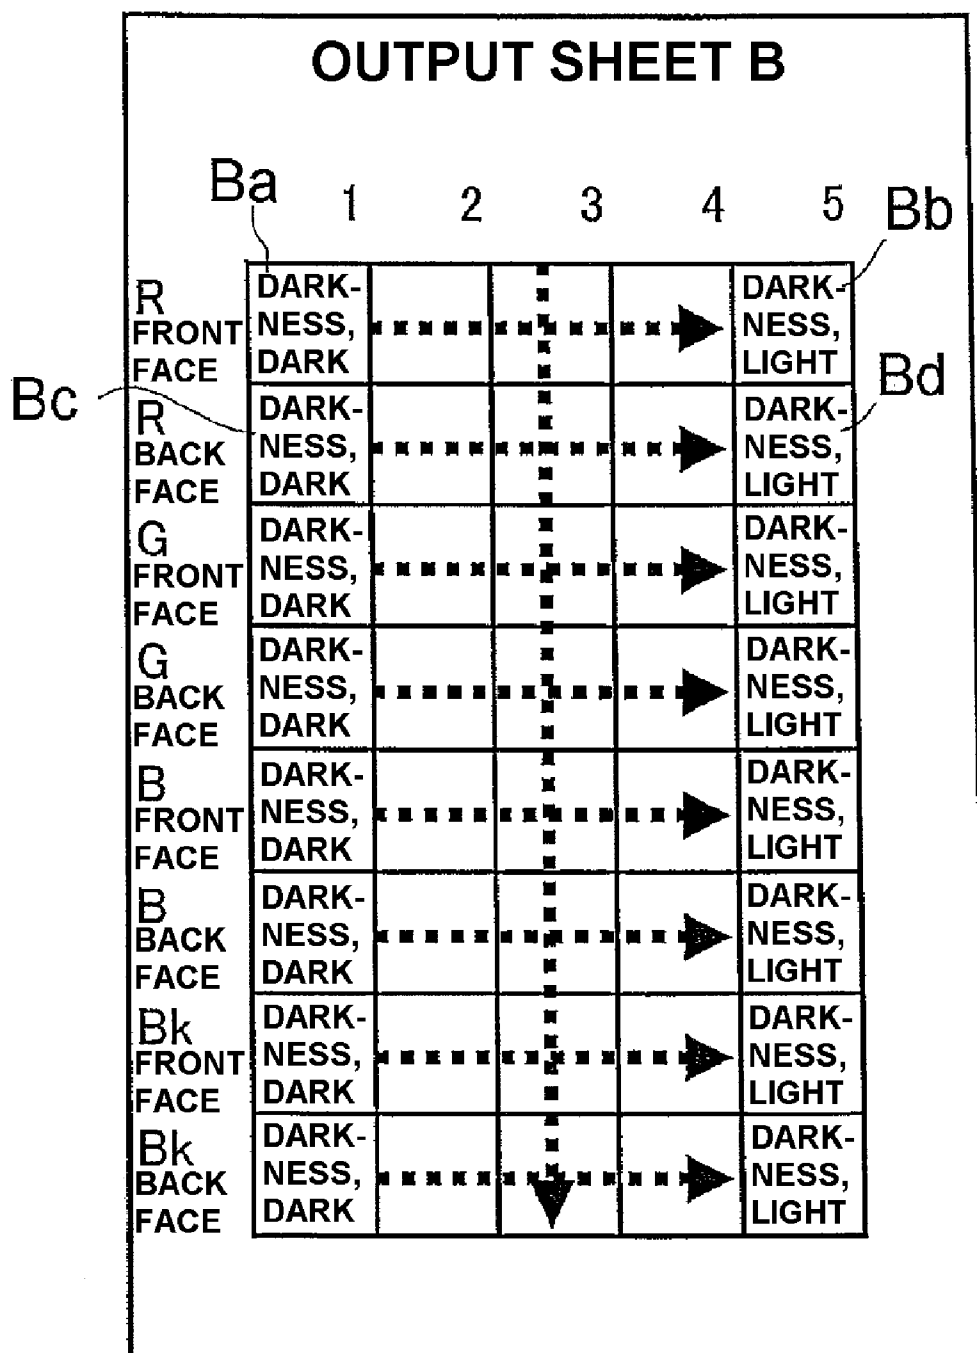 OUTPUT SHEET B
Ba 1 2 3 4 5 Bb
R
FRONT
FACE
DARK-
NESS,
DARK
DARK-
NESS,
LIGHT
Bc
Bd
R
BACK
FACE
DARK-
NESS,
DARK
DARK-
NESS,
LIGHT
G
FRONT
FACE
DARK-
NESS,
DARK
DARK-
NESS,
LIGHT
G
BACK
FACE
DARK-
NESS,
DARK
DARK-
NESS,
LIGHT
B
FRONT
FACE
DARK-
NESS,
DARK
DARK-
NESS,
LIGHT
B
BACK
FACE
DARK-
NESS,
DARK
DARK-
NESS,
LIGHT
Bk
FRONT
FACE
DARK-
NESS,
DARK
DARK-
NESS,
LIGHT
Bk
BACK
FACE
DARK-
NESS,
DARK
DARK-
NESS,
LIGHT